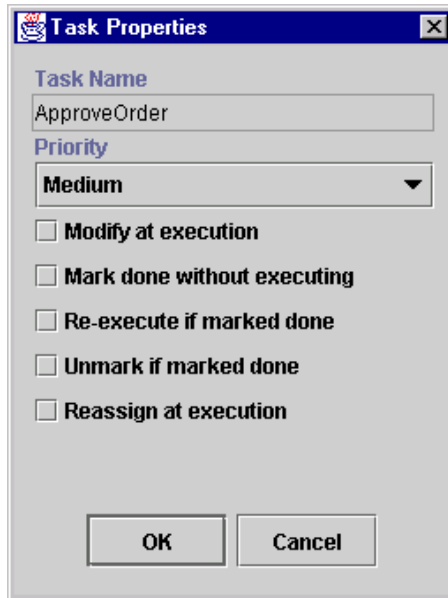 Task Properties
Task Name
ApproveOrder
Priority
Medium
Modify at execution
Mark done without executing
Re-execute if marked done
Unmark if marked done
Reassign at execution
OK
Cancel